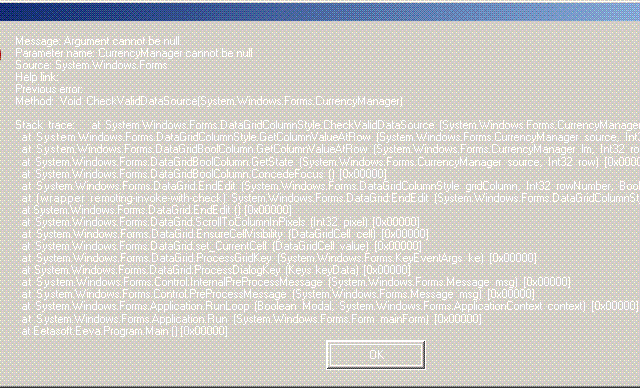 Message: Argument cannot be null.
Parameter name: CurrencyManager cannot be null
Source: System.Windows.Forms
Help link:
Previous error:
Method: Void CheckValidDataSource(System.Windows.Forms.CurrencyManager)
Stack trace: at System.Windows.Forms.DataGridColumnStyle.CheckValidDataSource (System.Windows.Forms.CurrencyManager
at System.Windows.Forms.DataGridColumnStyle.GetColumnValueAtRow (System.Windows.Forms.CurrencyManager source, Int
at System.Windows.Forms.DataGridBoolColumn.GetColumnValueAtRow (System.Windows.Forms.CurrencyManager lm, Int32 ro
at System.Windows.Forms.DataGridBoolColumn.GetState (System.Windows.Forms.CurrencyManager source, Int32 row) [0x00000]
at System.Windows.Forms.DataGridBoolColumn.ConcedeFocus () [0x00000]
at System.Windows.Forms.DataGrid.EndEdit (System.Windows.Forms.DataGridColumnStyle gridColumn, Int32 rowNumber, Boo
at (wrapper remoting-invoke-with-check) System.Windows.Forms.DataGrid:EndEdit (System.Windows.Forms.DataGridColumnSt
at System.Windows.Forms.DataGrid.EndEdit () [0x00000]
at System.Windows.Forms.DataGrid.ScrollToColumnInPixels (Int32 pixel) [0x00000]
at System.Windows.Forms.DataGrid.EnsureCellVisibility (DataGridCell cell) [0x00000]
at System.Windows.Forms.DataGrid.set_CurrentCell (DataGridCell value) [0x00000]
at System.Windows.Forms.DataGrid.ProcessGridKey (System.Windows.Forms.KeyEventArgs ke) [0x00000]
at System.Windows.Forms.DataGrid.ProcessDialogKey (Keys keyData) [0x00000]
at System.Windows.Forms.Control.InternalPreProcessMessage (System.Windows.Forms.Message msg) [0x00000]
at System.Windows.Forms.Control.PreProcessMessage (System.Windows.Forms.Message msg) [0x00000]
at System.Windows.Forms.Application.RunLoop (Boolean Modal, System.Windows.Forms.ApplicationContext context) [0x00000]
at System.Windows.Forms.Application.Run (System.Windows.Forms.Form mainForm) [0x00000]
at Eetasoft.Eeva.Program.Main () [0x00000]
OK